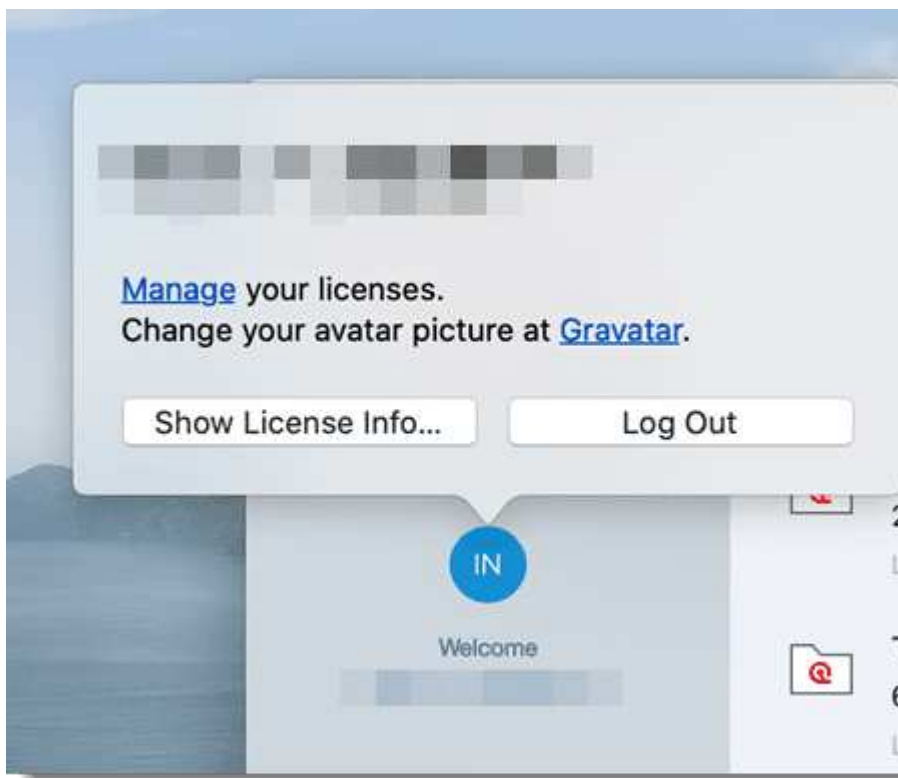 Manage your licenses.
Change your avatar picture at Gravatar.
Show License Info...
Log Out
IN
Welcome